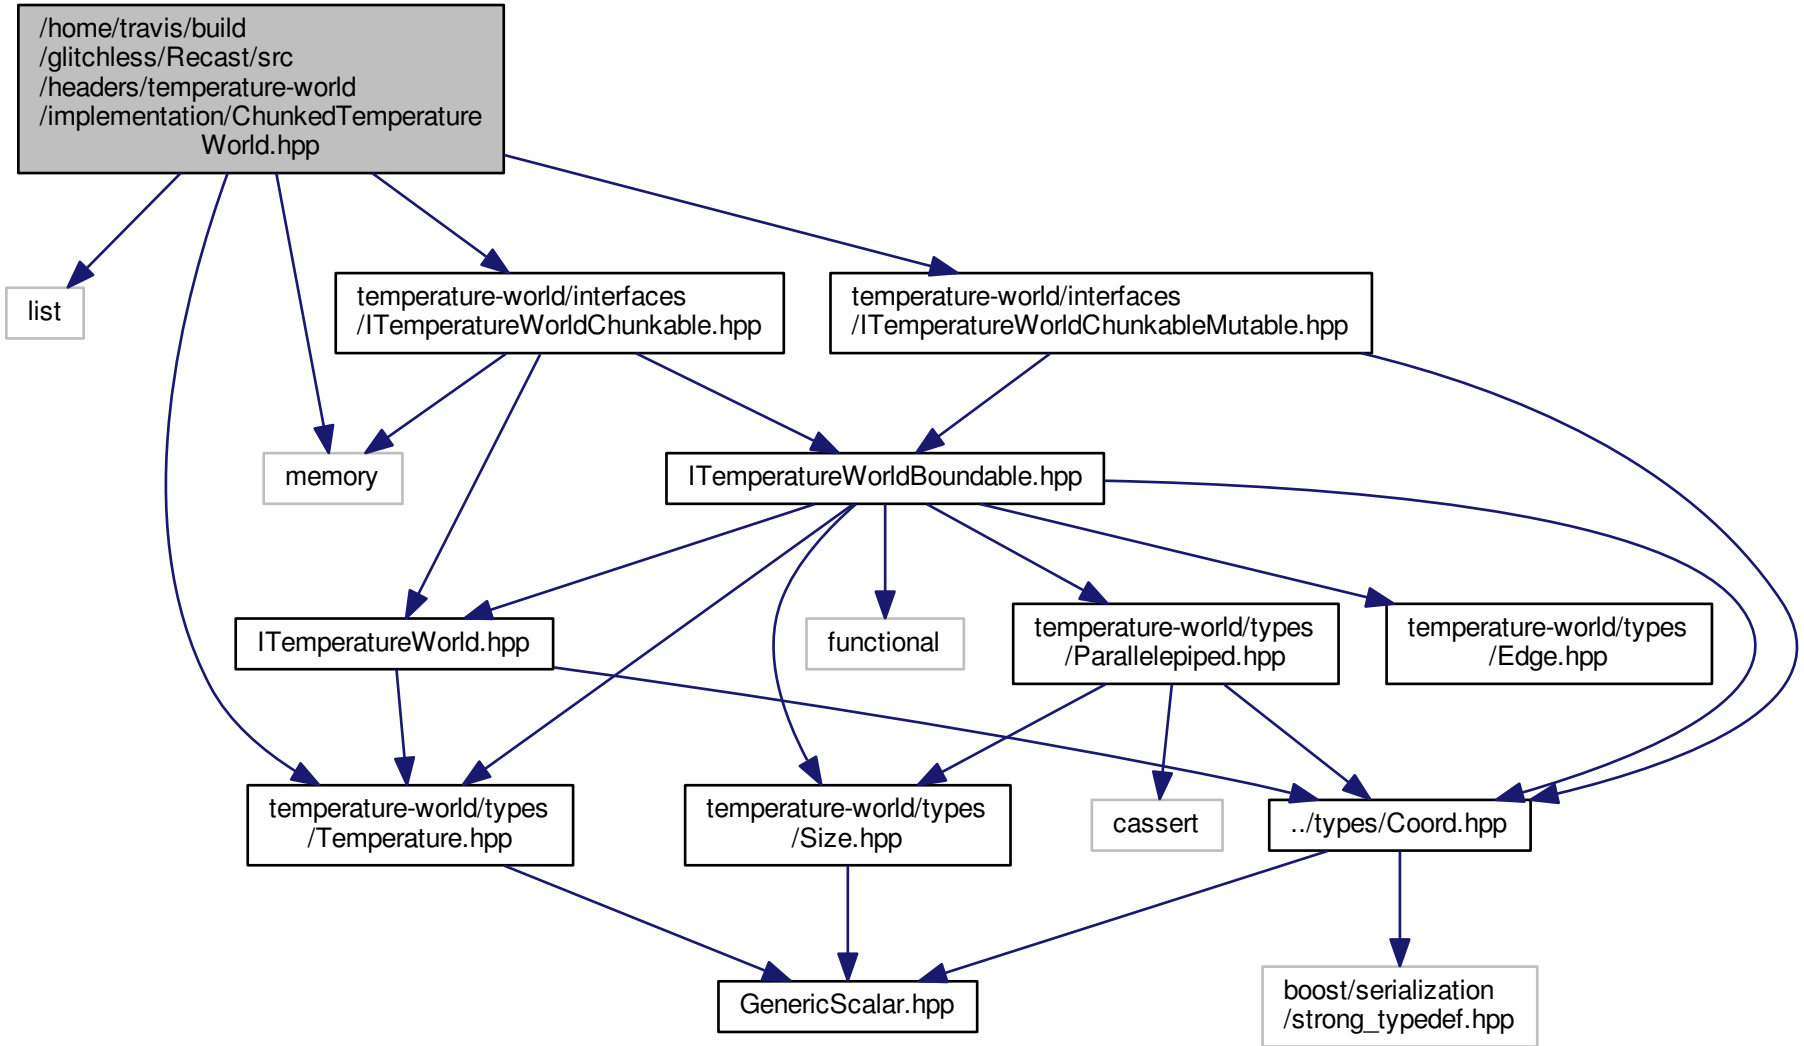 /home/travis/build
/glitchless/Recast/src
/headers/temperature-world
/implementation/ChunkedTemperature
World.hpp
list
temperature-world/interfaces
/ITemperatureWorldChunkable.hpp
temperature-world/interfaces
/ITemperatureWorldChunkableMutable.hpp
memory
ITemperatureWorldBoundable.hpp
ITemperatureWorld.hpp
functional
temperature-world/types
/Parallelepiped.hpp
temperature-world/types
/Edge.hpp
temperature-world/types
/Temperature.hpp
temperature-world/types
/Size.hpp
cassert
../types/Coord.hpp
GenericScalar.hpp
boost/serialization
/strong_typedef.hpp